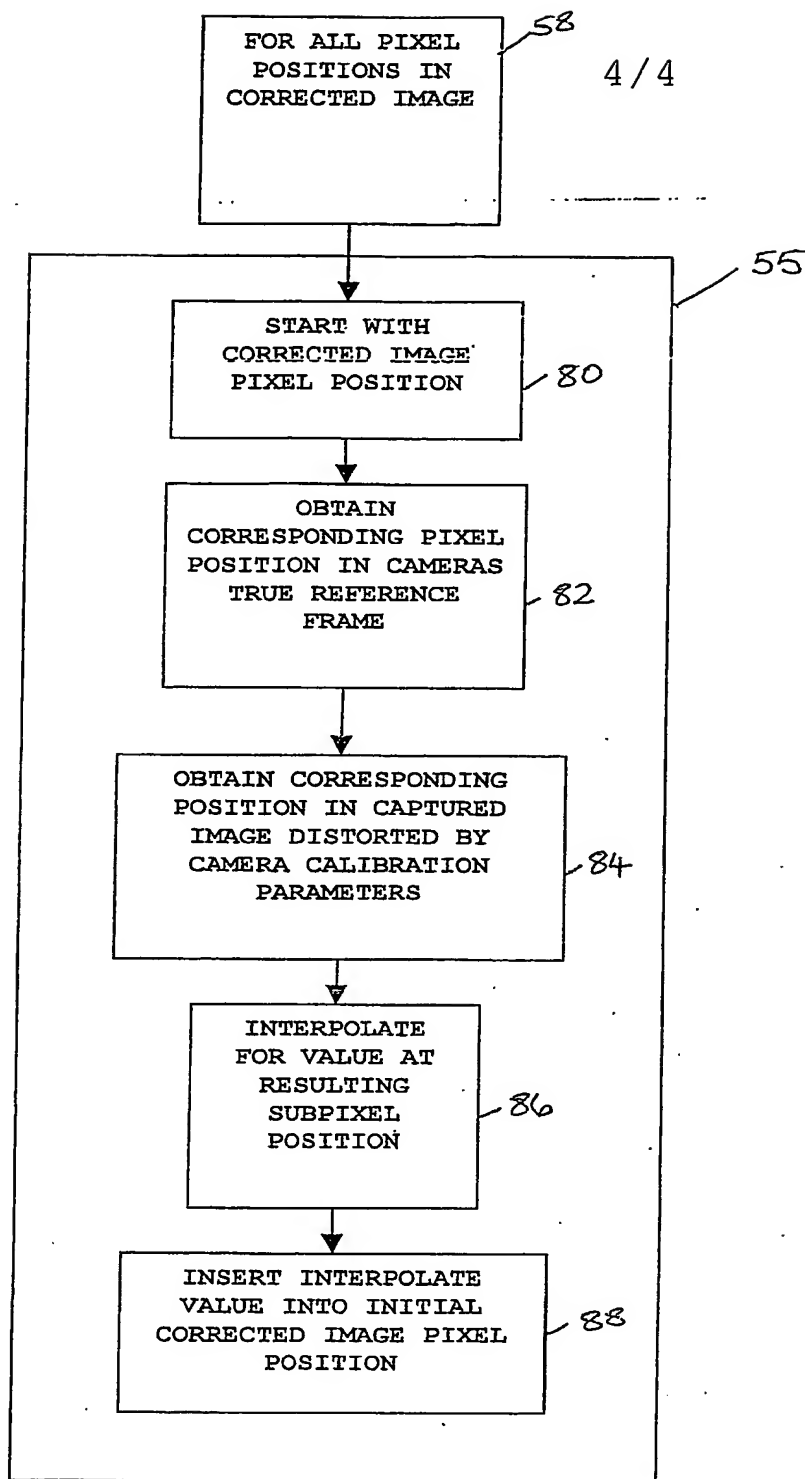 FOR ALL PIXEL
POSITIONS IN
CORRECTED IMAGE
58
4/4
55
START WITH
CORRECTED IMAGE
PIXEL POSITION
80
OBTAIN
CORRESPONDING PIXEL
POSITION IN CAMERAS
TRUE REFERENCE
FRAME
82
OBTAIN CORRESPONDING
POSITION IN CAPTURED
IMAGE DISTORTED BY
CAMERA CALIBRATION
PARAMETERS
84
INTERPOLATE
FOR VALUE AT
RESULTING
SUBPIXEL
POSITION
86
INSERT INTERPOLATE
VALUE INTO INITIAL
CORRECTED IMAGE PIXEL
POSITION
88